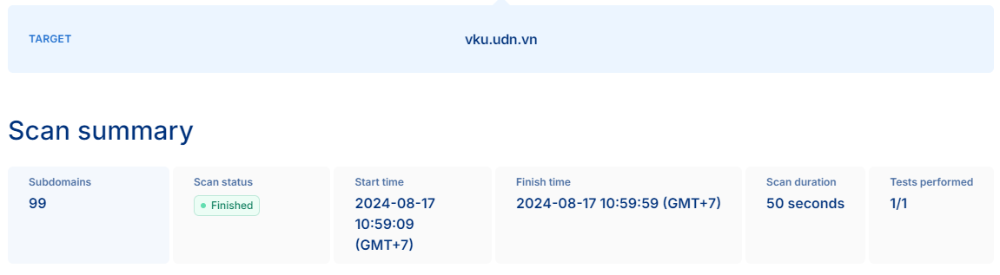 TARGET
vku.udn.vn
Scan summary
Subdomains
99
Scan status
Finished
Start time
2024-08-17
10:59:09
(GMT+7)
Finish time
2024-08-17 10:59:59 (GMT+7)
Scan duration
50 seconds
Tests performed
1/1